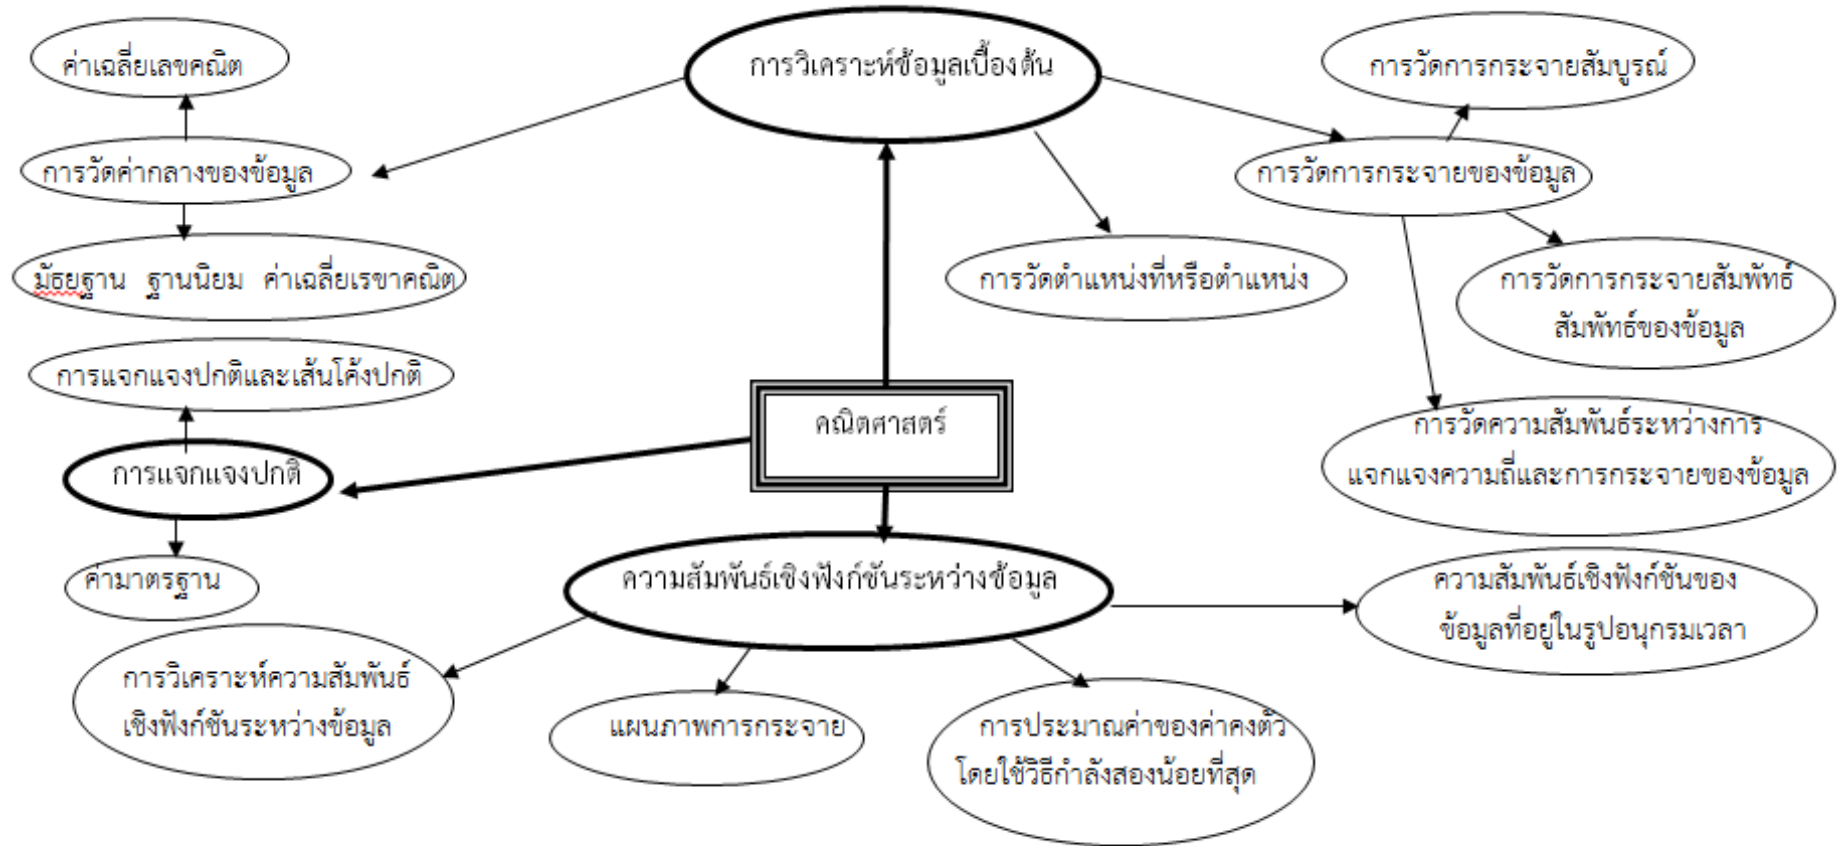 ค่าเฉลี่ยเลขคณิต
การวิเคราะห์ข้อมูลเบื้องต้น
การวัดการกระจายสัมบูรณ์
การวัดค่ากลางของข้อมูล
การวัดการกระจายของข้อมูล
มัธยฐาน ฐานนิยม ค่าเฉลี่ยเรขาคณิต
การวัดตำแหน่งที่หรือตำแหน่ง
การวัดการกระจายสัมพัทธ์
สัมพัทธ์ของข้อมูล
การแจกแจงปกติและเส้นโค้งปกติ
คณิตศาสตร์
การวัดความสัมพันธ์ระหว่างการ
แจกแจงความถี่และการกระจายของข้อมูล
การแจกแจงปกติ
ค่ามาตรฐาน
ความสัมพันธ์เชิงฟังก์ชันระหว่างข้อมูล
ความสัมพันธ์เชิงฟังก์ชันของ
ข้อมูลที่อยู่ในรูปอนุกรมเวลา
การวิเคราะห์ความสัมพันธ์
เชิงฟังก์ชันระหว่างข้อมูล
แผนภาพการกระจาย
การประมาณค่าของค่าคงตัว
โดยใช้วิธีกำลังสองน้อยที่สุด